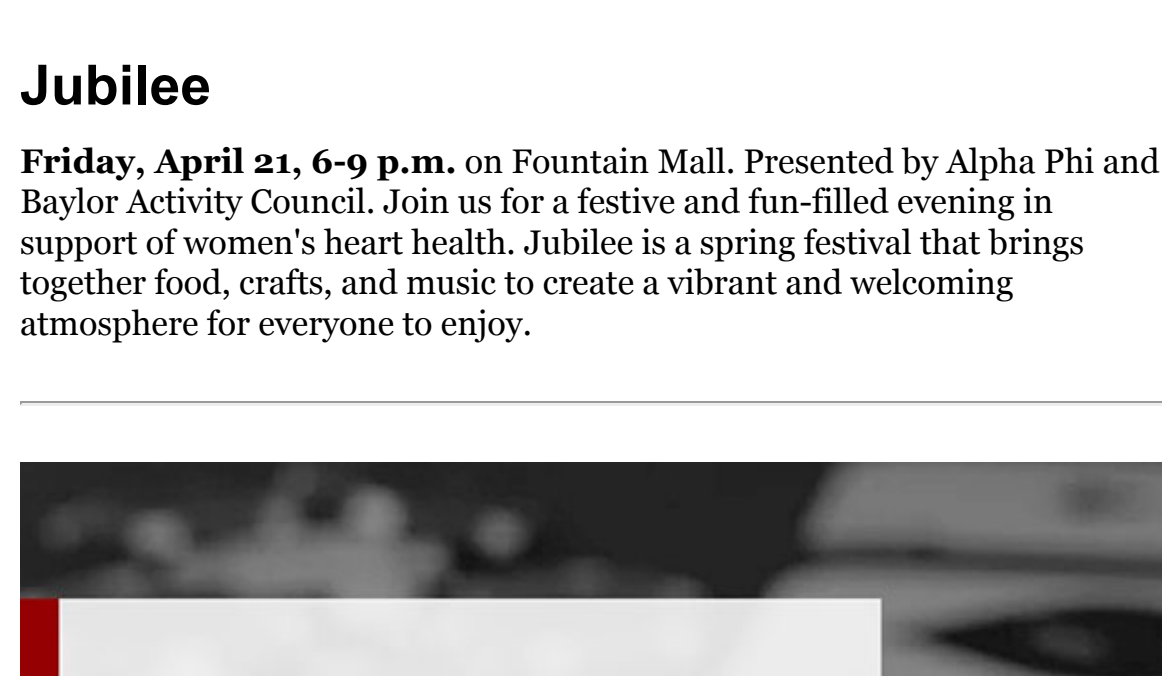 Jubilee
Friday, April 21, 6-9 p.m. on Fountain Mall. Presented by Alpha Phi and
Baylor Activity Council. Join us for a festive and fun-filled evening in
support of women's heart health. Jubilee is a spring festival that brings
together food, crafts, and music to create a vibrant and welcoming
atmosphere for everyone to enjoy.